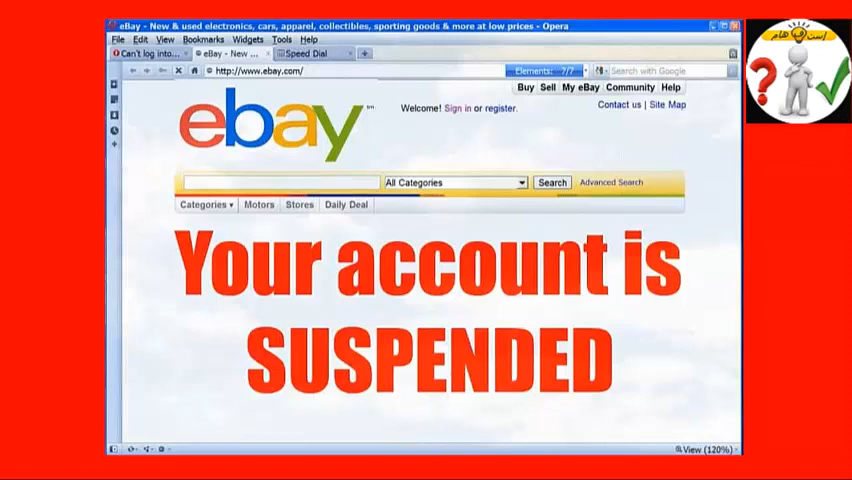 eBay - New & used electronics, cars, apparel, collectibles, sporting goods & more at low prices - Opera
File Edit View Bookmarks Widgets Tools Help
Can't log into...
eBay - New ...
Speed Dial
http://www.ebay.com/
Elements: 7/7
Search with Google
Buy Sell My eBay Community Help
ebay
Welcome! Sign in or register.
Contact us | Site Map
All Categories
Search
Advanced Search
Categories Motors Stores Daily Deal
Your account is
SUSPENDED
View (120%)